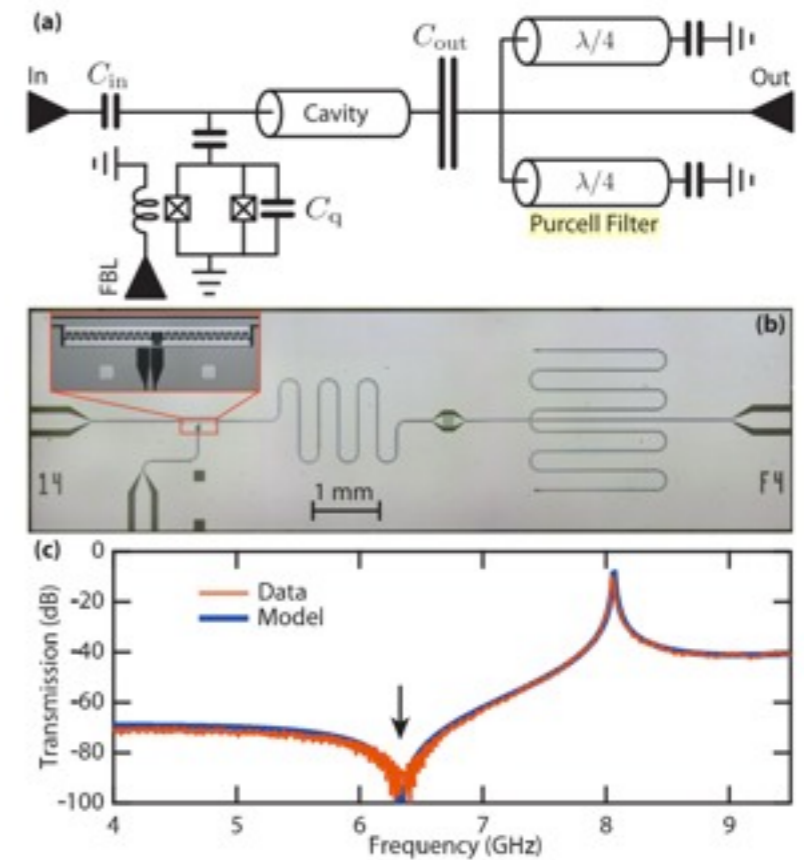 (a)
In
C_in
C_out
λ/4
Out
Cavity
λ/4
C_q
Purcell Filter
FBL
(b)
14
1 mm
F4
(c)
0
-20
-40
-60
-80
-100
Transmission (dB)
Data
Model
4 5 6 7 8 9
Frequency (GHz)